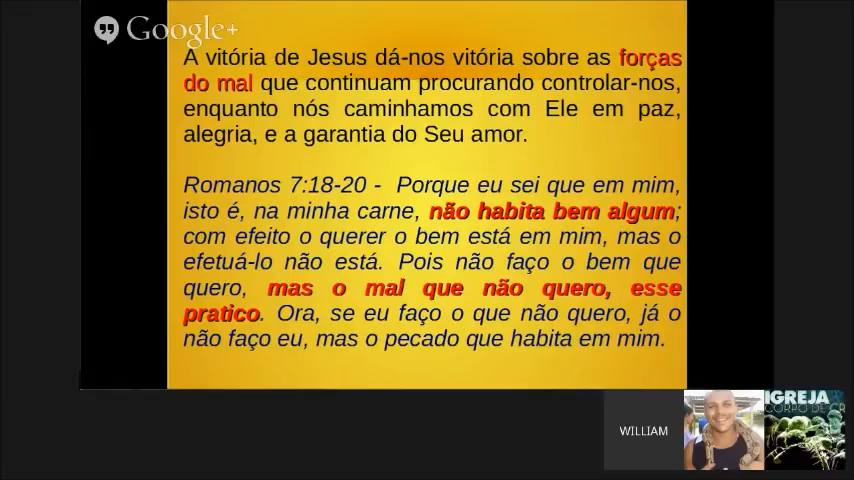 Google+
A vitória de Jesus dá-nos vitória sobre as forças
do mal que continuam procurando controlar-nos,
enquanto nós caminhamos com Ele em paz,
alegria, e a garantia do Seu amor.
Romanos 7:18-20 - Porque eu sei que em mim,
isto é, na minha carne, não habita bem algum;
com efeito o querer o bem está em mim, mas o
efetuá-lo não está. Pois não faço o bem que
quero, mas o mal que não quero, esse
pratico. Ora, se eu faço o que não quero, já o
não faço eu, mas o pecado que habita em mim.
WILLIAM
IGREJA
CORPO DE CR